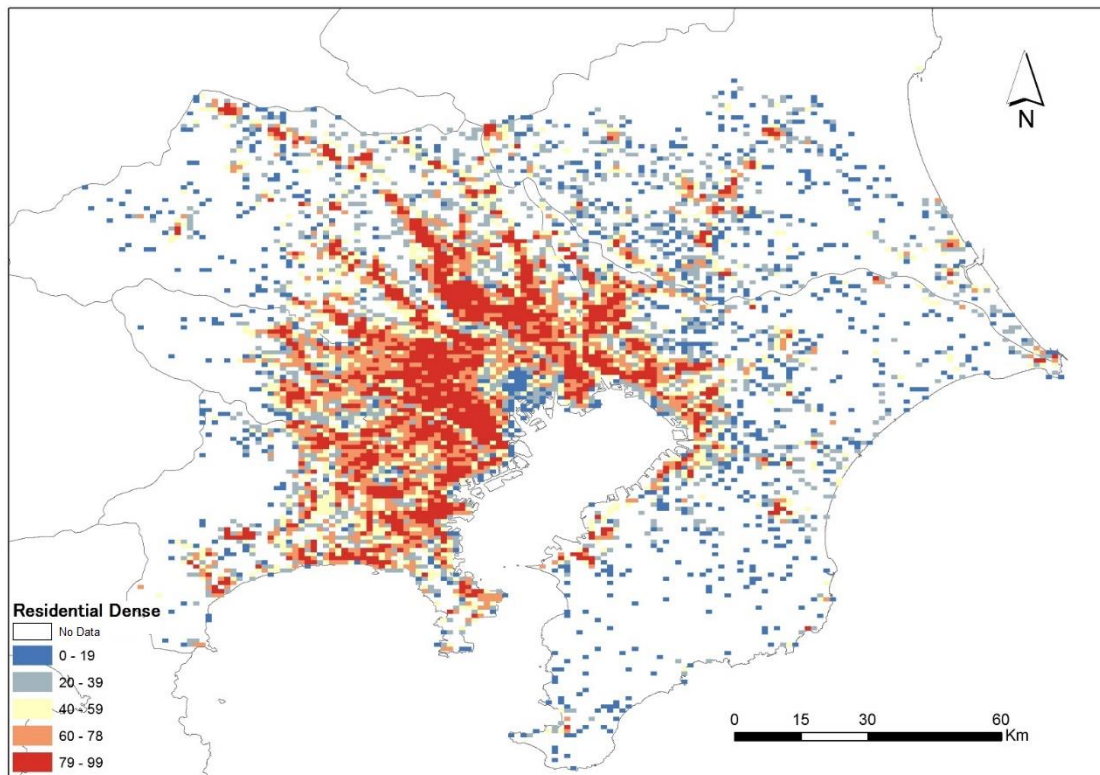 N
Residential Dense
No Data
0 - 19
20 - 39
40 - 59
60 - 78
79 - 99
0 15 30 60
Km